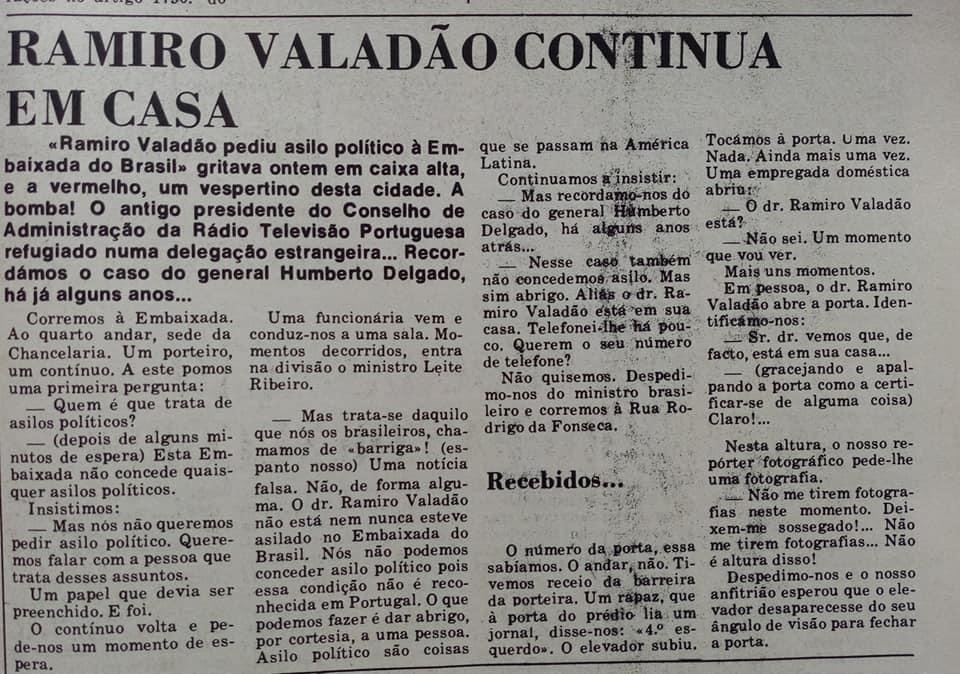 RAMIRO VALADÃO CONTINUA
EM CASA
«Ramiro Valadão pediu asilo político à Em-
baixada do Brasil» gritava ontem em caixa alta,
e a vermelho, um vespertino desta cidade. A
bomba! O antigo presidente do Conselho de
Administração da Rádio Televisão Portuguesa
refugiado numa delegação estrangeira... Recor-
dámos o caso do general Humberto Delgado,
há já alguns anos...
Corremos à Embaixada.
Ao quarto andar, sede da
Chancelaria. Um porteiro,
um contínuo. A este pomos
uma primeira pergunta:
— Quem é que trata de
asilos políticos?
— (depois de alguns mi-
nutos de espera) Esta Em-
baixada não concede quais-
quer asilos políticos.
Insistimos:
— Mas nós não queremos
pedir asilo político. Quere-
mos falar com a pessoa que
trata desses assuntos.
Um papel que devia ser
preenchido. E foi.
O contínuo volta e pe-
de-nos um momento de es-
pera.
Uma funcionária vem e
conduz-nos a uma sala. Mo-
mentos decorridos, entra
na divisão o ministro Leite
Ribeiro.
— Mas trata-se daquilo
que nós os brasileiros, cha-
mamos de «barriga»! (es-
panto nosso) Uma notícia
falsa. Não, de forma algu-
ma. O dr. Ramiro Valadão
não está nem nunca esteve
asilado no Embaixada do
Brasil. Nós não podemos
conceder asilo político pois
essa condição não é reco-
nhecida em Portugal. O que
podemos fazer é dar abrigo,
por cortesia, a uma pessoa.
Asilo político são coisas
que se passam na América
Latina.
Continuamos a insistir:
— Mas recordamo-nos do
caso do general Humberto
Delgado, há alguns anos
atrás...
— Nesse caso também
não concedemos asilo. Mas
sim abrigo. Aliás o dr. Ra-
miro Valadão está em sua
casa. Telefonei-lhe há pou-
co. Querem o seu número
de telefone?
Não quisemos. Despedi-
mo-nos do ministro brasi-
leiro e corremos à Rua Ro-
drigo da Fonseca.
Recebidos...
O número da porta, essa
sabíamos. O andar, não. Ti-
vemos receio da barreira
da porteira. Um rapaz, que
à porta do prédio lia um
jornal, disse-nos: «4.º es-
querdo». O elevador subiu.
Tocámos à porta. Uma vez.
Nada. Ainda mais uma vez.
Uma empregada doméstica
abriu:
— O dr. Ramiro Valadão
está?
— Não sei. Um momento
que vou ver.
Mais uns momentos.
Em pessoa, o dr. Ramiro
Valadão abre a porta. Iden-
tificámo-nos:
— Sr. dr. vemos que, de
facto, está em sua casa...
— (gracejando e apal-
pando a porta como a certi-
ficar-se de alguma coisa)
Claro!...
Nesta altura, o nosso re-
pórter fotográfico pede-lhe
uma fotografia.
— Não me tirem fotogra-
fias neste momento. Dei-
xem-me sossegado!... Não
me tirem fotografias... Não
é altura disso!
Despedimo-nos e o nosso
anfitrião esperou que o ele-
vador desaparecesse do seu
ângulo de visão para fechar
a porta.